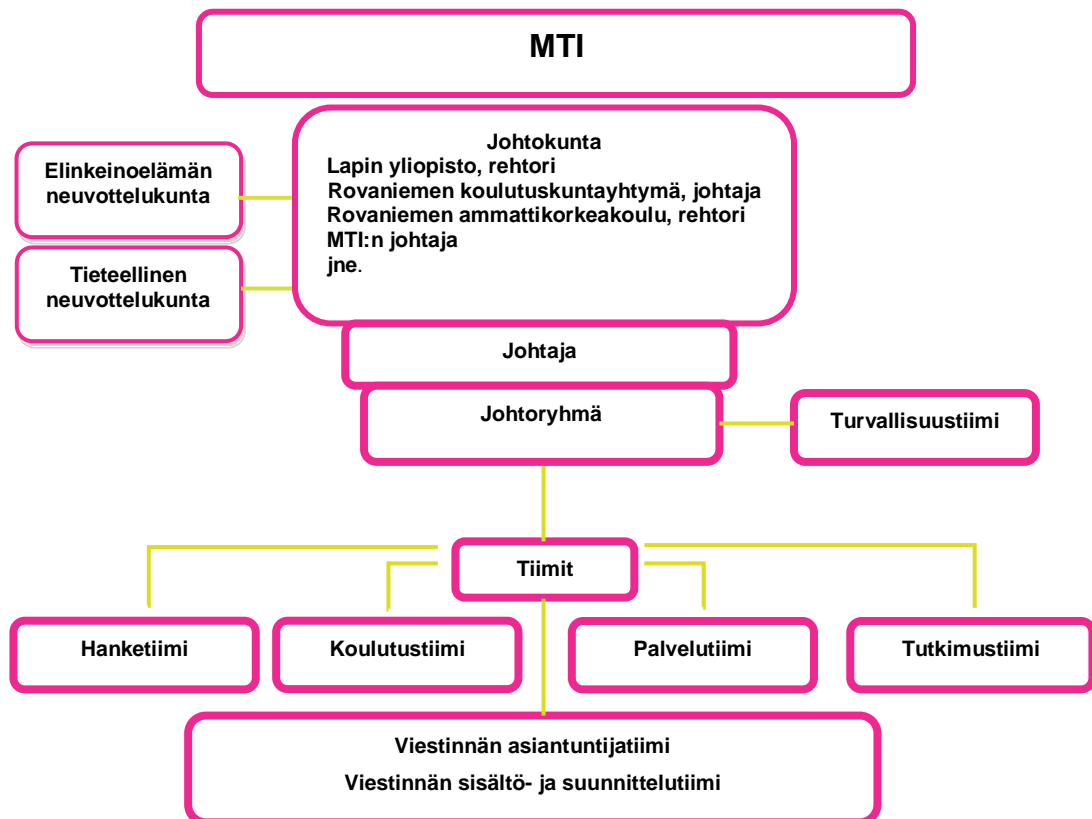 MTI
Johtokunta
Lapin yliopisto, rehtori
Rovaniemen koulutuskuntayhtymä, johtaja
Rovaniemen ammattikorkeakoulu, rehtori
MTI:n johtaja
jne.
Elinkeinoelämän
neuvottelukunta
Tieteellinen
neuvottelukunta
Johtaja
Johtoryhmä
Turvallisuustiimi
Tiimit
Hanketiimi
Koulutustiimi
Palvelutiimi
Tutkimustiimi
Viestinnän asiantuntijatiimi
Viestinnän sisältö- ja suunnittelutiimi